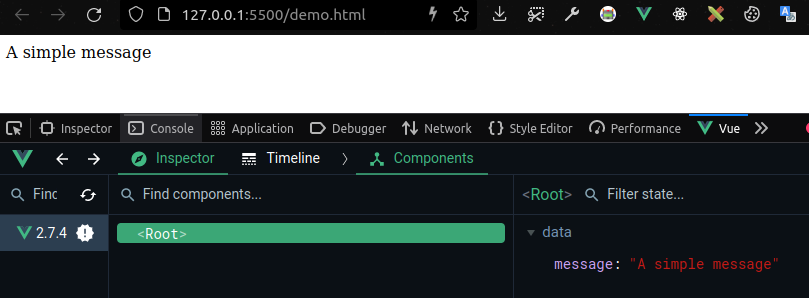 127.0.0.1:5500/demo.html
A simple message
Inspector Console Application Debugger Network Style Editor Performance Vue
Inspector Timeline Components
Find Find components... <Root> Filter state...
2.7.4 <Root> data
message: "A simple message"